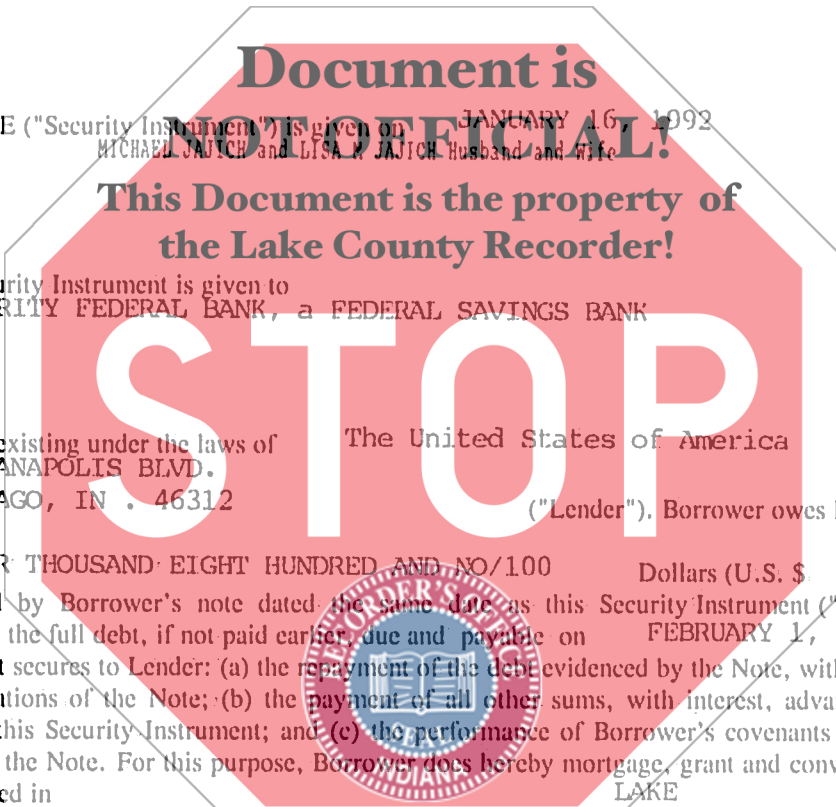 Document is
E ("Security Instrument") is given on JANUARY 16, 1992
NOT OFFICIAL!
MICHAEL JAJICH and LISA M JAJICH Husband and Wife
This Document is the property of
the Lake County Recorder!
urity Instrument is given to
RITY FEDERAL BANK, a FEDERAL SAVINGS BANK
STOP
existing under the laws of The United States of America
ANAPOLIS BLVD.
AGO, IN . 46312
("Lender"). Borrower owes
R THOUSAND EIGHT HUNDRED AND NO/100
Dollars (U.S. $
by Borrower's note dated the same date as this Security Instrument ("
the full debt, if not paid earlier, due and payable on FEBRUARY 1,
t secures to Lender: (a) the repayment of the debt evidenced by the Note, with
ations of the Note; (b) the payment of all other sums, with interest, adva
this Security Instrument; and (c) the performance of Borrower's covenants
the Note. For this purpose, Borrower does hereby mortgage, grant and conv
ed in LAKE
RECORDER'S OFFICE
SEAL
INDIANA